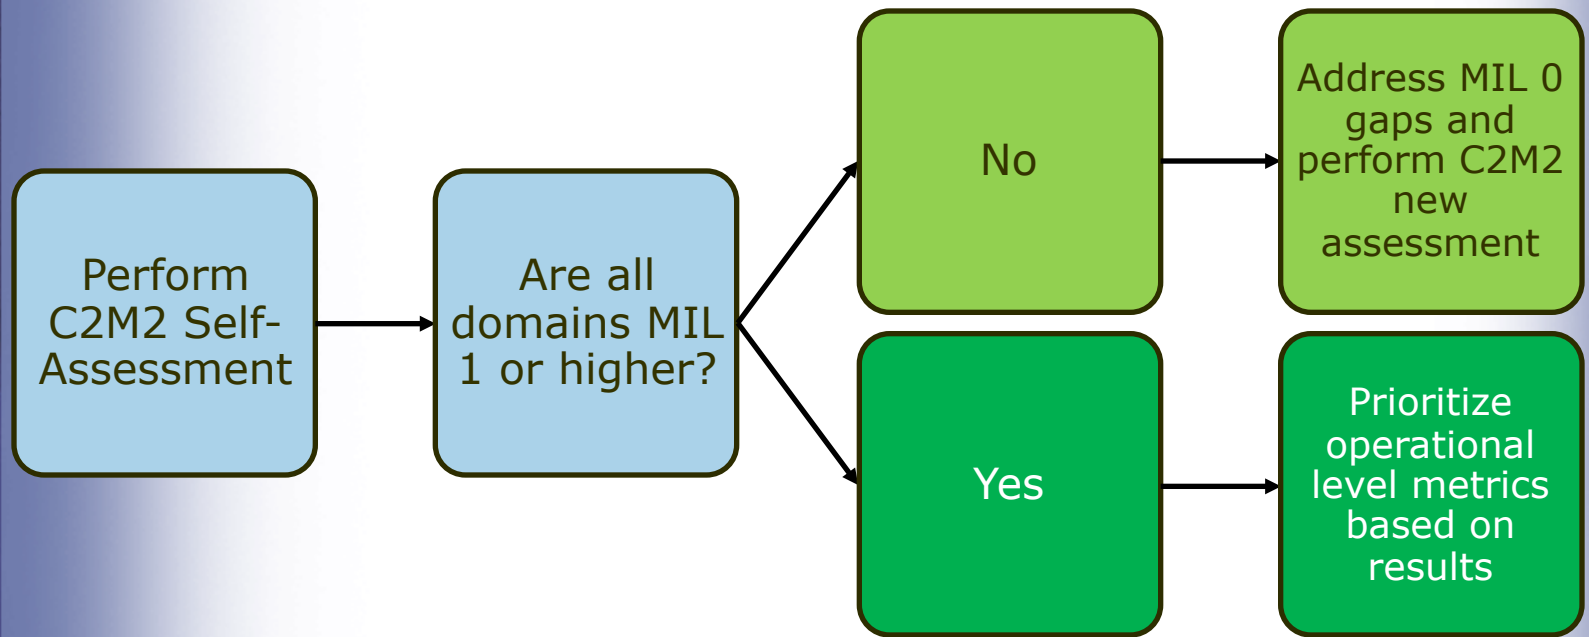 Perform
C2M2 Self-
Assessment
Are all
domains MIL
1 or higher?
No
Address MIL 0
gaps and
perform C2M2
new
assessment
Yes
Prioritize
operational
level metrics
based on
results